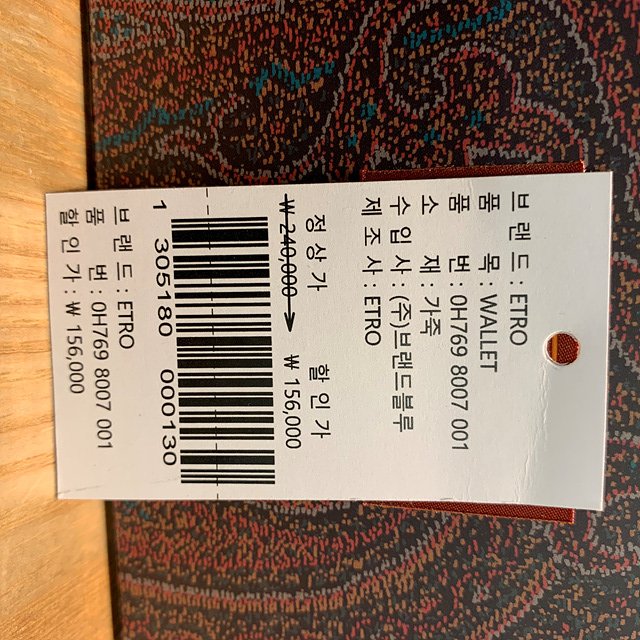 브 랜 드 : ETRO
품 목 : WALLET
품 번 : 0H769 8007 001
소 재 : 가죽
수 입 사 : (주)브랜드블루
제 조 사 : ETRO
정 상 가 할 인 가
₩ 240,000 → ₩ 156,000
1 305180 000130
브 랜 드 : ETRO
품 번 : 0H769 8007 001
할 인 가 : ₩ 156,000